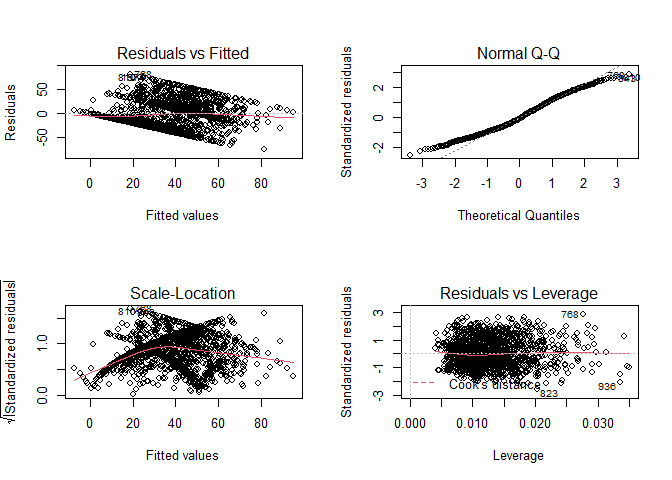 Residuals vs Fitted
Residuals
50
0
-50
768
0
20
40
60
80
Fitted values
Normal Q-Q
Standardized residuals
2
0
-2
-3
-2
-1
0
1
2
3
Theoretical Quantiles
Scale-Location
√|Standardized residuals|
1.0
0.0
768
0
20
40
60
80
Fitted values
Residuals vs Leverage
Standardized residuals
3
1
-1
-3
768
936
823
Cook's distance
0.000
0.010
0.020
0.030
Leverage